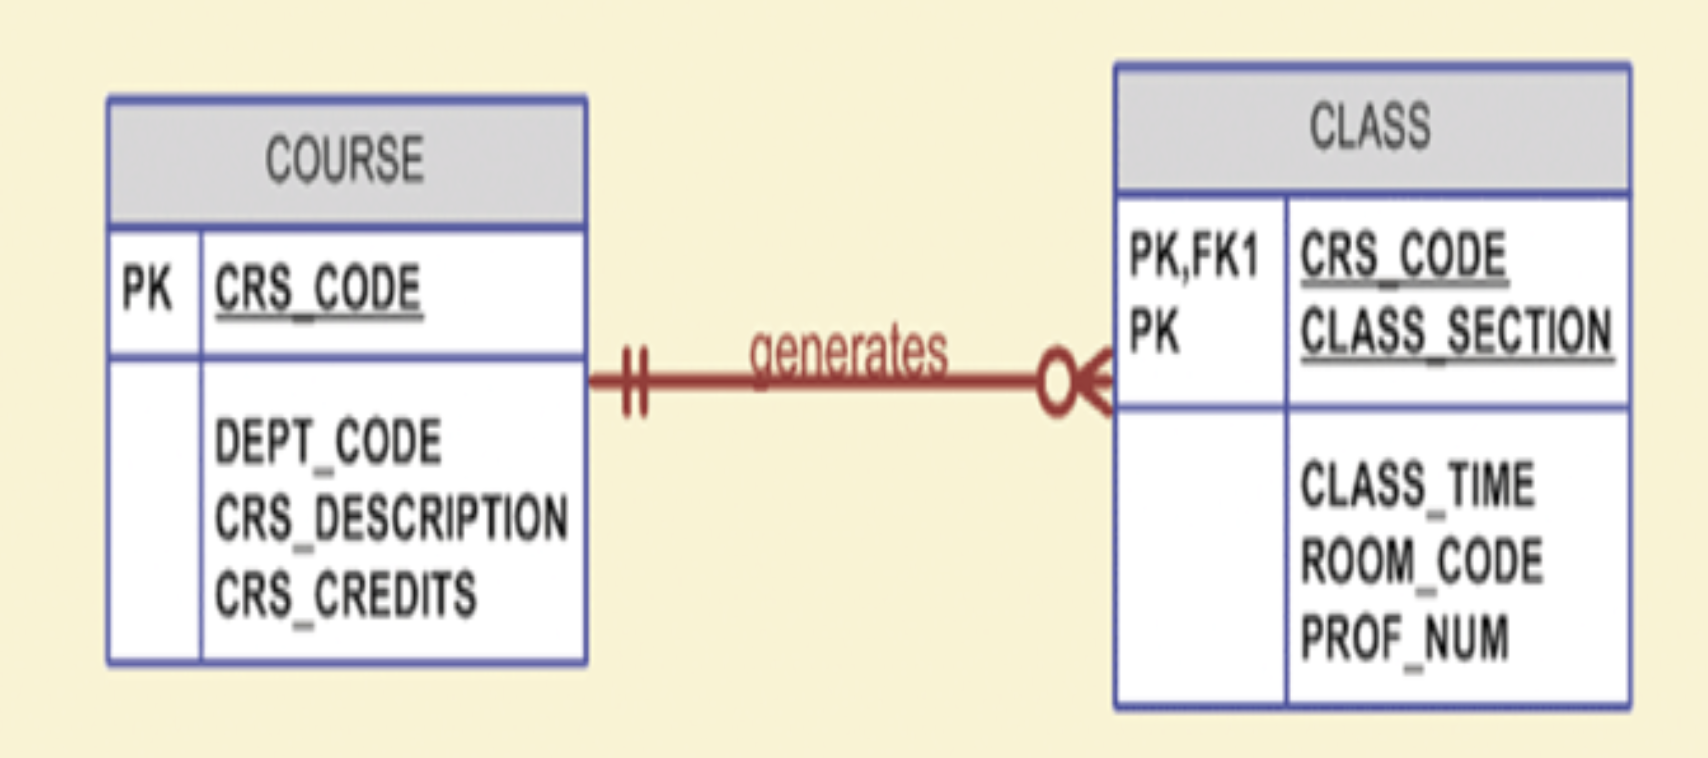 COURSE
PK CRS_CODE
DEPT_CODE
CRS_DESCRIPTION
CRS_CREDITS
generates
CLASS
PK,FK1 CRS_CODE
PK CLASS_SECTION
CLASS_TIME
ROOM_CODE
PROF_NUM